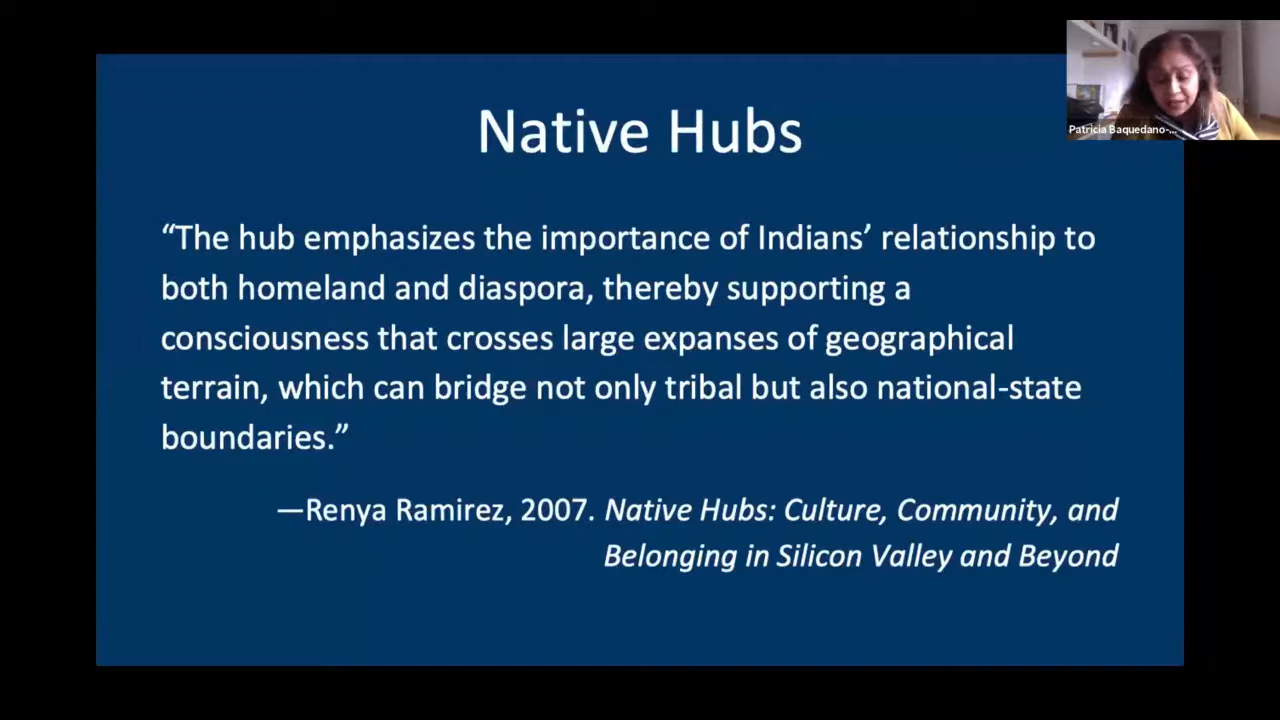 Native Hubs
Patricia Baquedano-...
“The hub emphasizes the importance of Indians’ relationship to
both homeland and diaspora, thereby supporting a
consciousness that crosses large expanses of geographical
terrain, which can bridge not only tribal but also national-state
boundaries.”
—Renya Ramirez, 2007. Native Hubs: Culture, Community, and
Belonging in Silicon Valley and Beyond